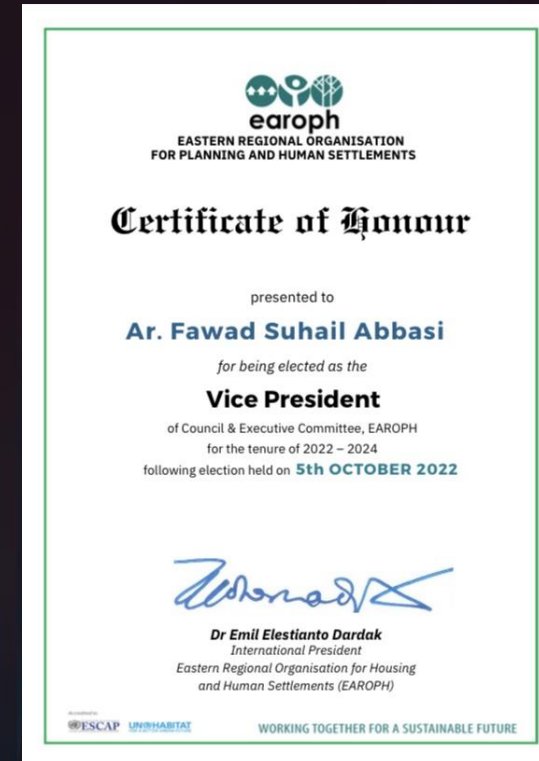 earoph
EASTERN REGIONAL ORGANISATION
FOR PLANNING AND HUMAN SETTLEMENTS
Certificate of Honour
presented to
Ar. Fawad Suhail Abbasi
for being elected as the
Vice President
of Council & Executive Committee, EAROPH
for the tenure of 2022 – 2024
following election held on 5th OCTOBER 2022
Dr Emil Elestianto Dardak
International President
Eastern Regional Organisation for Housing
and Human Settlements (EAROPH)
ESCAP UN HABITAT
WORKING TOGETHER FOR A SUSTAINABLE FUTURE